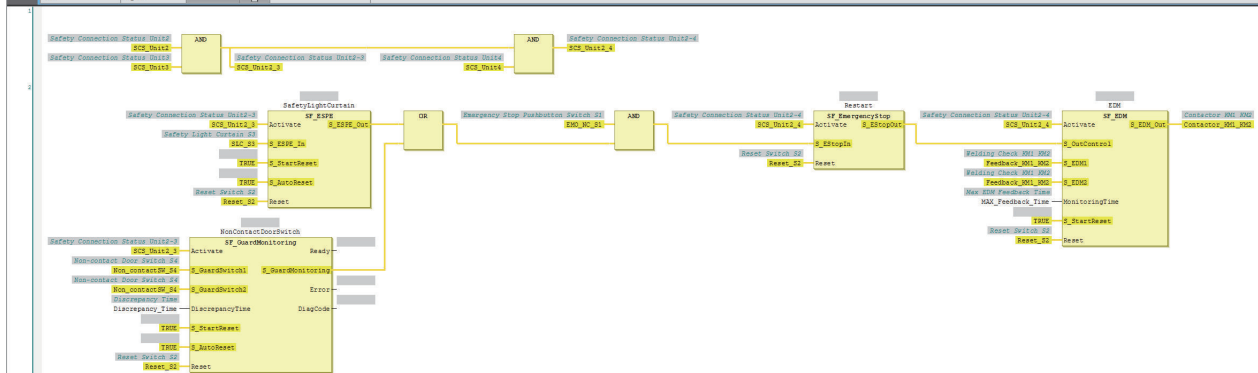 1
Safety Connection Status Unit2
SCS_Unit2
Safety Connection Status Unit3
SCS_Unit3
AND
Safety Connection Status Unit2-3
SCS_Unit2_3
Safety Connection Status Unit4
SCS_Unit4
AND
Safety Connection Status Unit2-4
SCS_Unit2_4
2
SafetyLightCurtain
SF_ESPE
Safety Connection Status Unit2-3
SCS_Unit2_3
Activate
S_ESPE_Out
Safety Light Curtain S3
SLC_S3
S_ESPE_In
TRUE
S_StartReset
TRUE
S_AutoReset
Reset Switch S2
Reset_S2
Reset
OR
Emergency Stop Pushbutton Switch S1
EMO_NC_S1
AND
Restart
SF_EmergencyStop
Safety Connection Status Unit2-4
SCS_Unit2_4
Activate
S_EStopOut
S_EStopIn
Reset Switch S2
Reset_S2
Reset
EDM
SF_EDM
Safety Connection Status Unit2-4
SCS_Unit2_4
Activate
S_EDM_Out
Contactor KM1 KM2
Contactor_KM1_KM2
S_OutControl
Welding Check KM1 KM2
Feedback_KM1_KM2
S_EDM1
Welding Check KM1 KM2
Feedback_KM1_KM2
S_EDM2
Max EDM Feedback Time
MAX_Feedback_Time
MonitoringTime
TRUE
S_StartReset
Reset Switch S2
Reset_S2
Reset
NonContactDoorSwitch
SF_GuardMonitoring
Safety Connection Status Unit2-3
SCS_Unit2_3
Activate
Ready
Non-contact Door Switch S4
Non_contactSW_S4
S_GuardSwitch1
S_GuardMonitoring
Non-contact Door Switch S4
Non_contactSW_S4
S_GuardSwitch2
Error
Discrepancy Time
Discrepancy_Time
DiscrepancyTime
DiagCode
TRUE
S_StartReset
TRUE
S_AutoReset
Reset Switch S2
Reset_S2
Reset